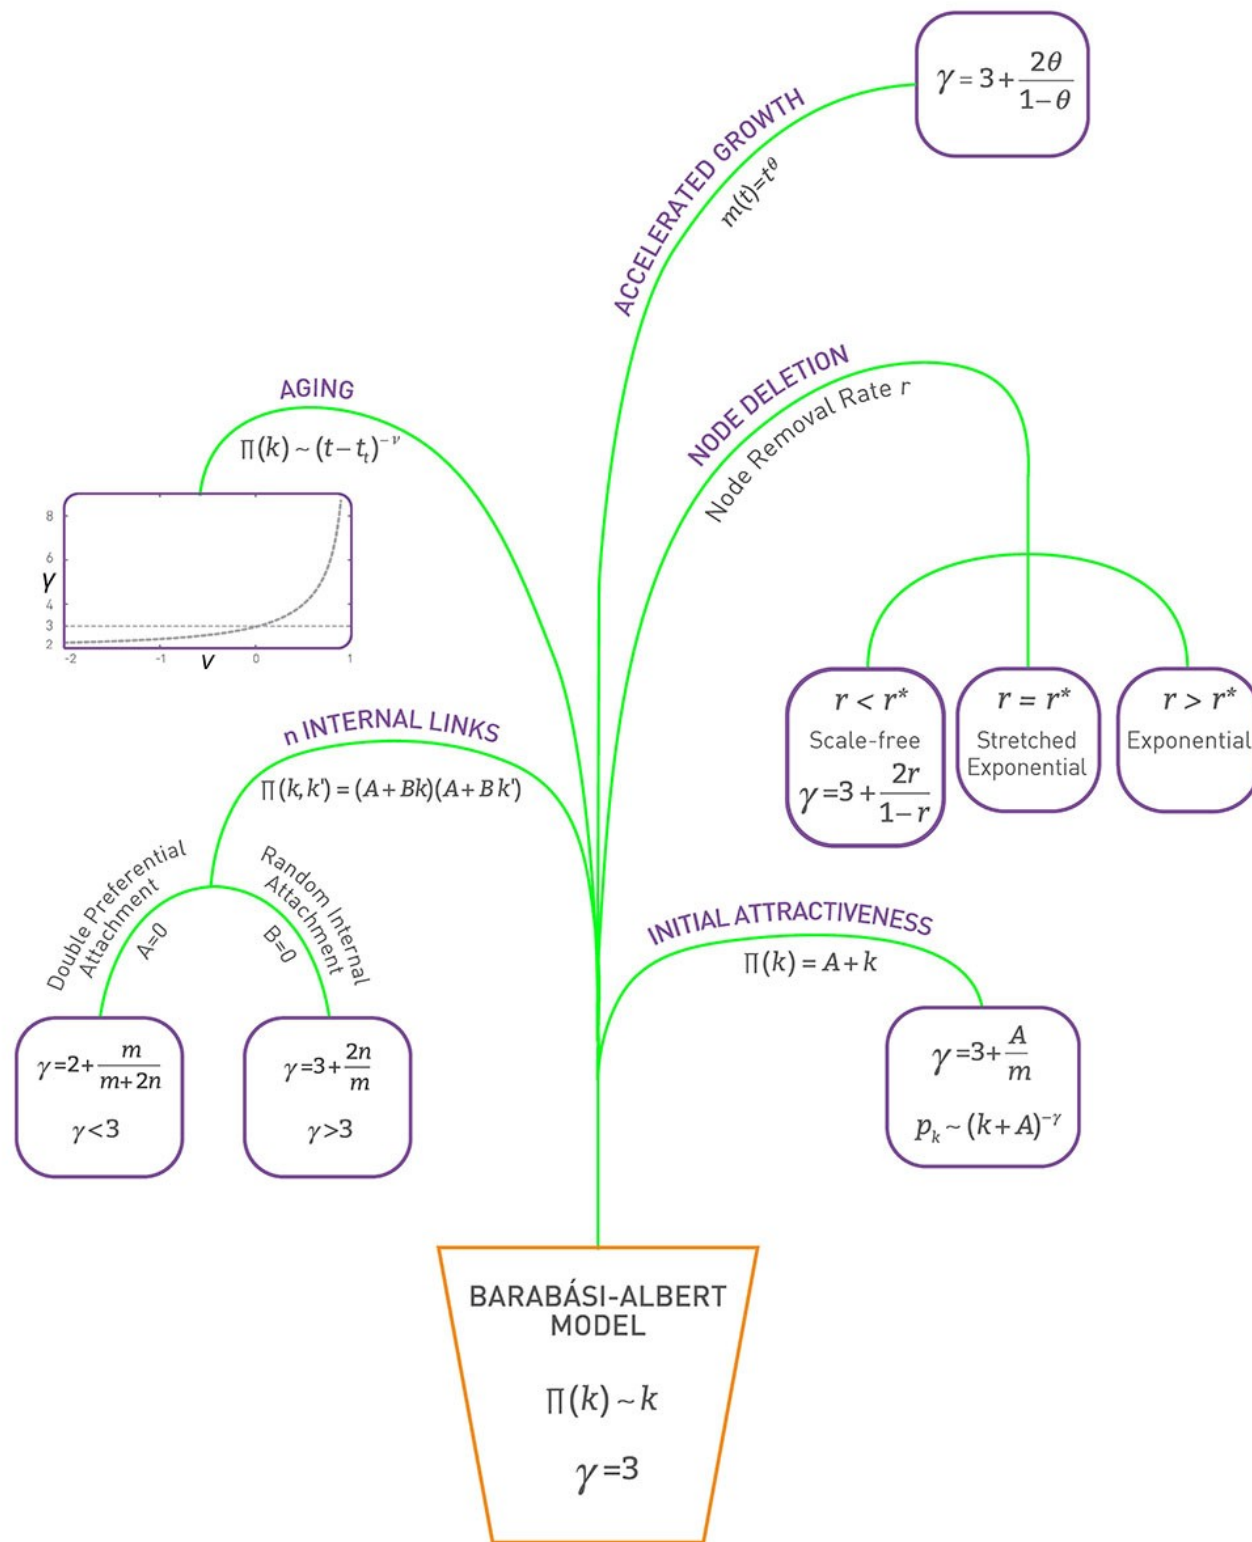 γ = 3 + 2θ / 1 − θ
ACCELERATED GROWTH
m(t)=t^θ
NODE DELETION
Node Removal Rate r
AGING
∏(k) ~ (t − t_t)^−ν
8
6
γ
4
3
2
-2
-1
ν
0
1
r < r*
Scale-free
γ = 3 + 2r / 1 − r
r = r*
Stretched
Exponential
r > r*
Exponential
n INTERNAL LINKS
∏(k, k') = (A + Bk)(A + B k')
Double Preferential
Attachment
A=0
Random Internal
Attachment
B=0
γ = 2 + m / m + 2n
γ < 3
γ = 3 + 2n / m
γ > 3
INITIAL ATTRACTIVENESS
∏(k) = A + k
γ = 3 + A / m
p_k ~ (k + A)^−γ
BARABÁSI-ALBERT
MODEL
∏(k) ~ k
γ = 3